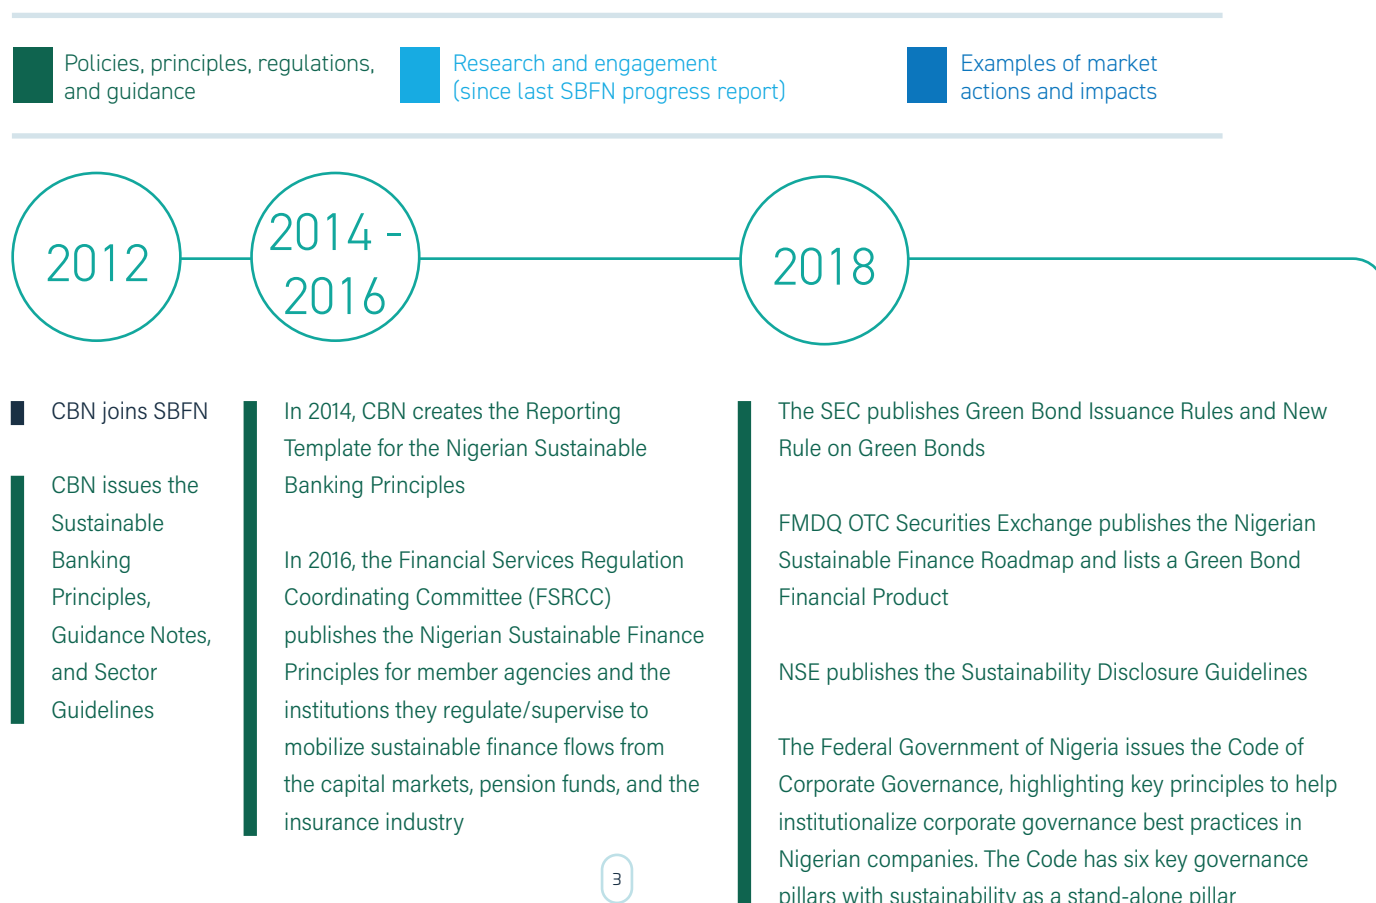 Policies, principles, regulations,
and guidance
Research and engagement
(since last SBFN progress report)
Examples of market
actions and impacts
2012
2014 -
2016
2018
CBN joins SBFN
CBN issues the
Sustainable
Banking
Principles,
Guidance Notes,
and Sector
Guidelines
In 2014, CBN creates the Reporting
Template for the Nigerian Sustainable
Banking Principles
In 2016, the Financial Services Regulation
Coordinating Committee (FSRCC)
publishes the Nigerian Sustainable Finance
Principles for member agencies and the
institutions they regulate/supervise to
mobilize sustainable finance flows from
the capital markets, pension funds, and the
insurance industry
The SEC publishes Green Bond Issuance Rules and New
Rule on Green Bonds
FMDQ OTC Securities Exchange publishes the Nigerian
Sustainable Finance Roadmap and lists a Green Bond
Financial Product
NSE publishes the Sustainability Disclosure Guidelines
The Federal Government of Nigeria issues the Code of
Corporate Governance, highlighting key principles to help
institutionalize corporate governance best practices in
Nigerian companies. The Code has six key governance
pillars with sustainability as a stand-alone pillar
3